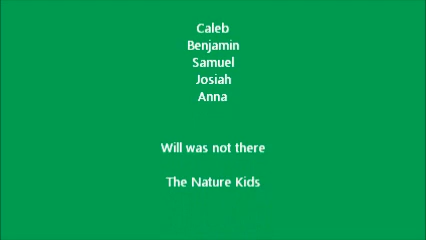 Caleb
Benjamin
Samuel
Josiah
Anna
Will was not there
The Nature Kids